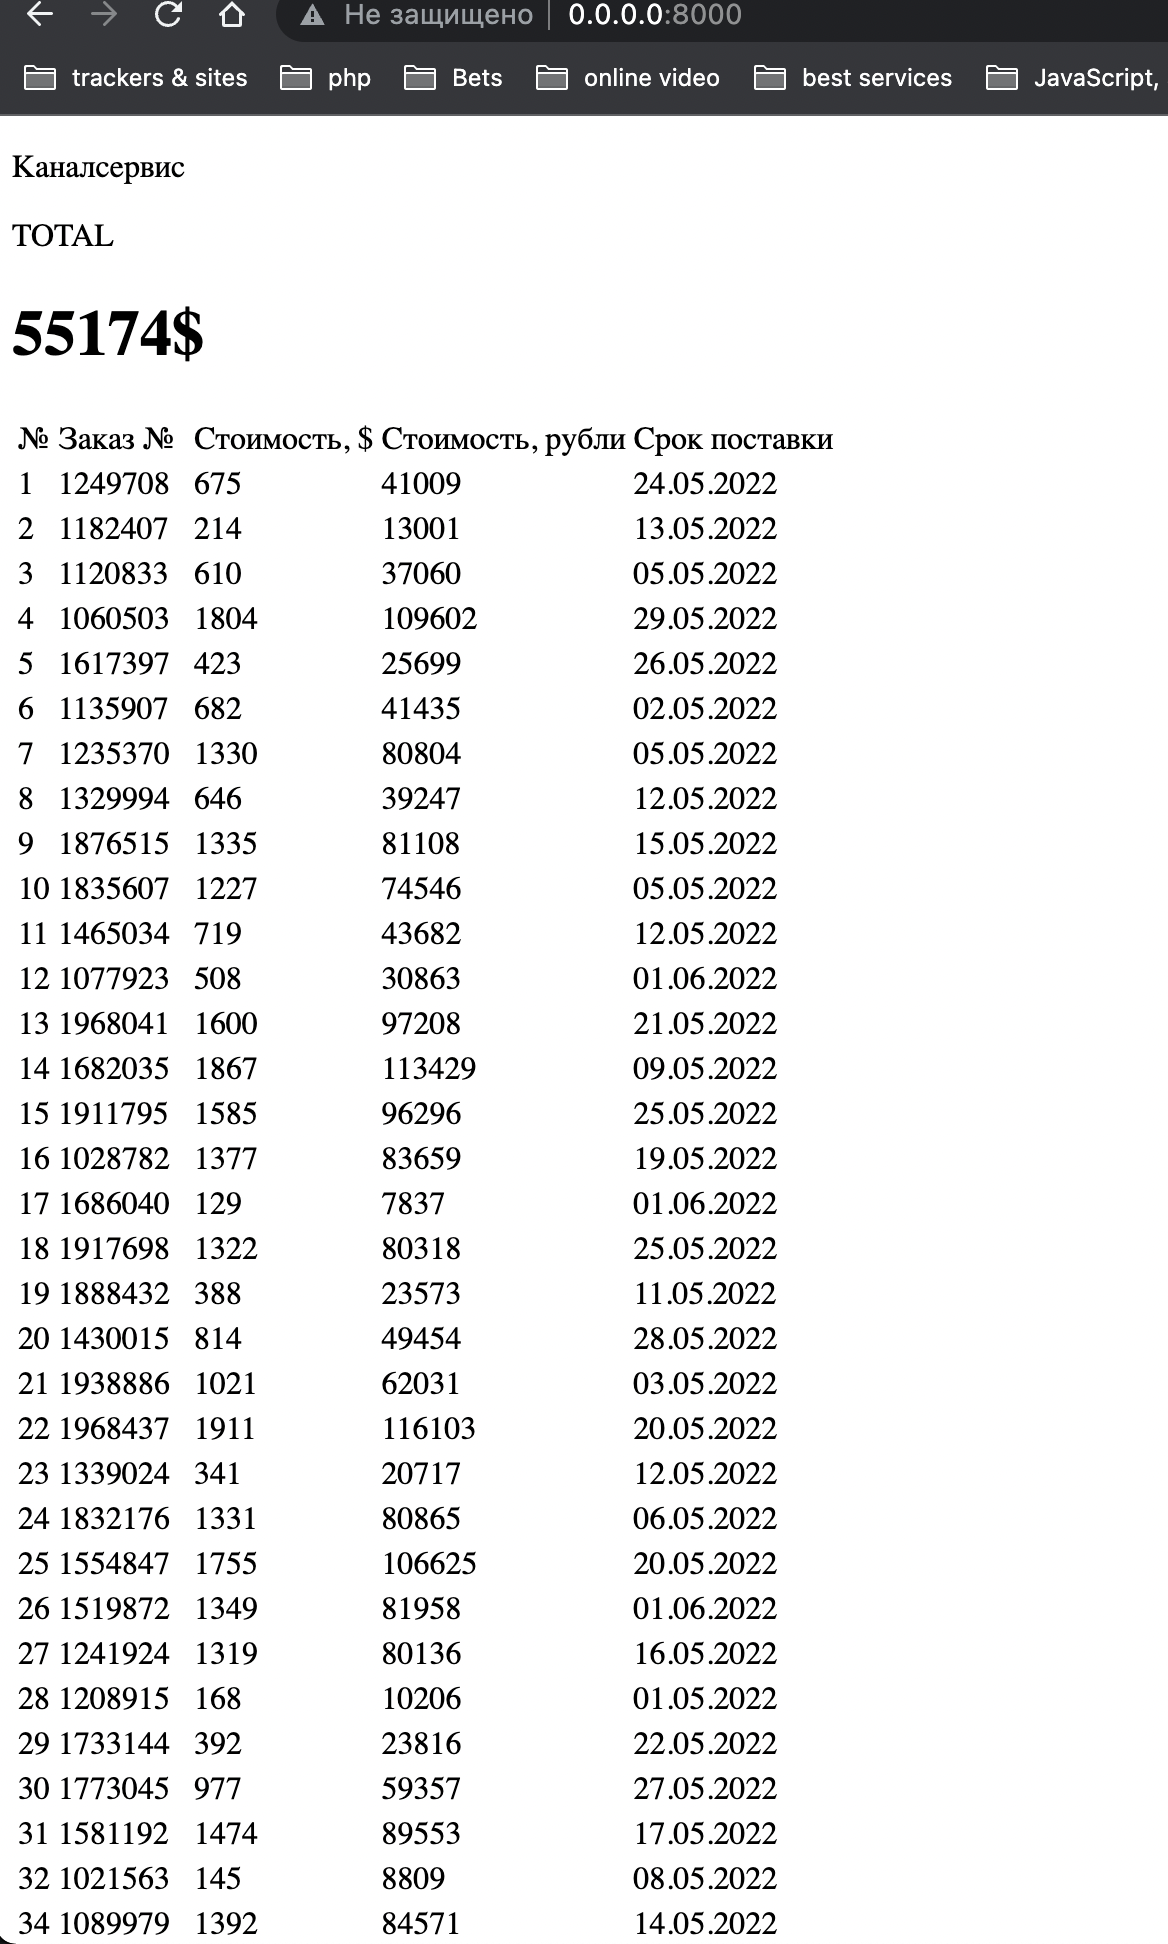 Не защищено 0.0.0.0:8000
trackers & sites php Bets online video best services JavaScript,
Каналсервис
TOTAL
55174$
№ Заказ № Стоимость, $ Стоимость, рубли Срок поставки
1 1249708 675 41009 24.05.2022
2 1182407 214 13001 13.05.2022
3 1120833 610 37060 05.05.2022
4 1060503 1804 109602 29.05.2022
5 1617397 423 25699 26.05.2022
6 1135907 682 41435 02.05.2022
7 1235370 1330 80804 05.05.2022
8 1329994 646 39247 12.05.2022
9 1876515 1335 81108 15.05.2022
10 1835607 1227 74546 05.05.2022
11 1465034 719 43682 12.05.2022
12 1077923 508 30863 01.06.2022
13 1968041 1600 97208 21.05.2022
14 1682035 1867 113429 09.05.2022
15 1911795 1585 96296 25.05.2022
16 1028782 1377 83659 19.05.2022
17 1686040 129 7837 01.06.2022
18 1917698 1322 80318 25.05.2022
19 1888432 388 23573 11.05.2022
20 1430015 814 49454 28.05.2022
21 1938886 1021 62031 03.05.2022
22 1968437 1911 116103 20.05.2022
23 1339024 341 20717 12.05.2022
24 1832176 1331 80865 06.05.2022
25 1554847 1755 106625 20.05.2022
26 1519872 1349 81958 01.06.2022
27 1241924 1319 80136 16.05.2022
28 1208915 168 10206 01.05.2022
29 1733144 392 23816 22.05.2022
30 1773045 977 59357 27.05.2022
31 1581192 1474 89553 17.05.2022
32 1021563 145 8809 08.05.2022
34 1089979 1392 84571 14.05.2022